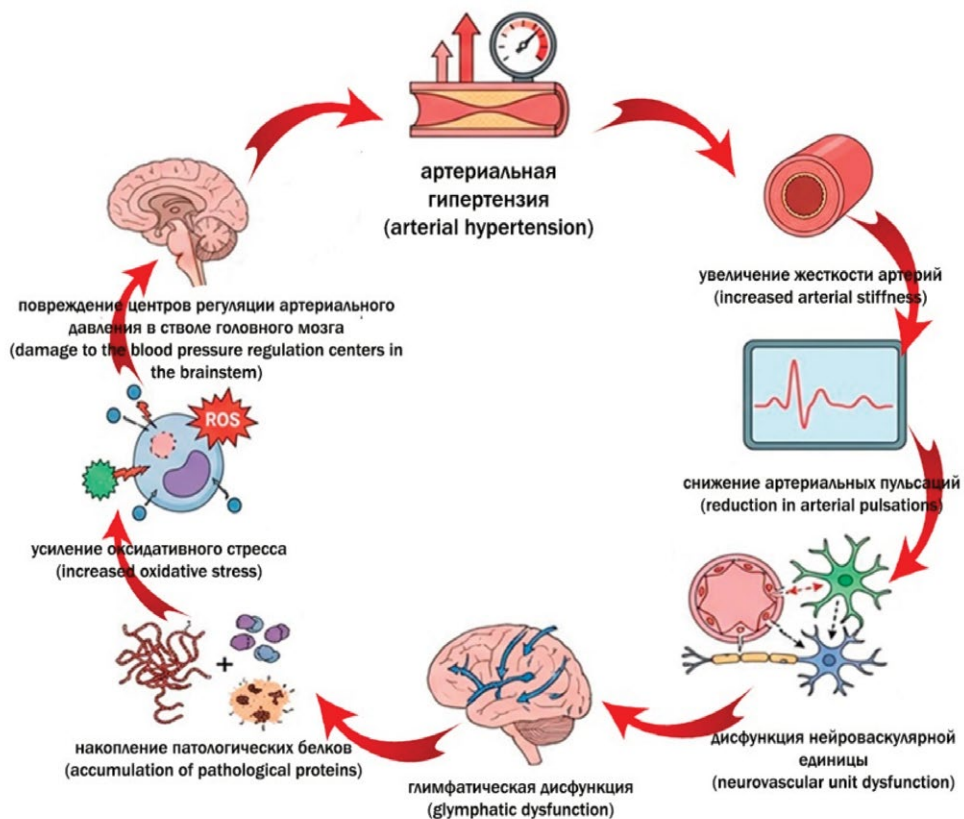 артериальная
гипертензия
(arterial hypertension)
увеличение жесткости артерий
(increased arterial stiffness)
снижение артериальных пульсаций
(reduction in arterial pulsations)
дисфункция нейроваскулярной
единицы
(neurovascular unit dysfunction)
глимфатическая дисфункция
(glymphatic dysfunction)
накопление патологических белков
(accumulation of pathological proteins)
+
усиление оксидативного стресса
(increased oxidative stress)
ROS
повреждение центров регуляции артериального
давления в стволе головного мозга
(damage to the blood pressure regulation centers in
the brainstem)